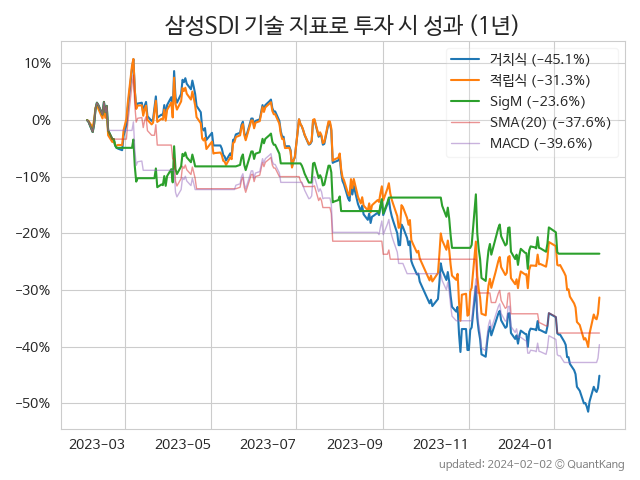 삼성SDI 기술 지표로 투자 시 성과 (1년)
거치식 (−45.1%)
적립식 (−31.3%)
SigM (−23.6%)
SMA(20) (−37.6%)
MACD (−39.6%)
10%
0%
−10%
−20%
−30%
−40%
−50%
2023-03 2023-05 2023-07 2023-09 2023-11 2024-01
updated: 2024-02-02 © QuantKang